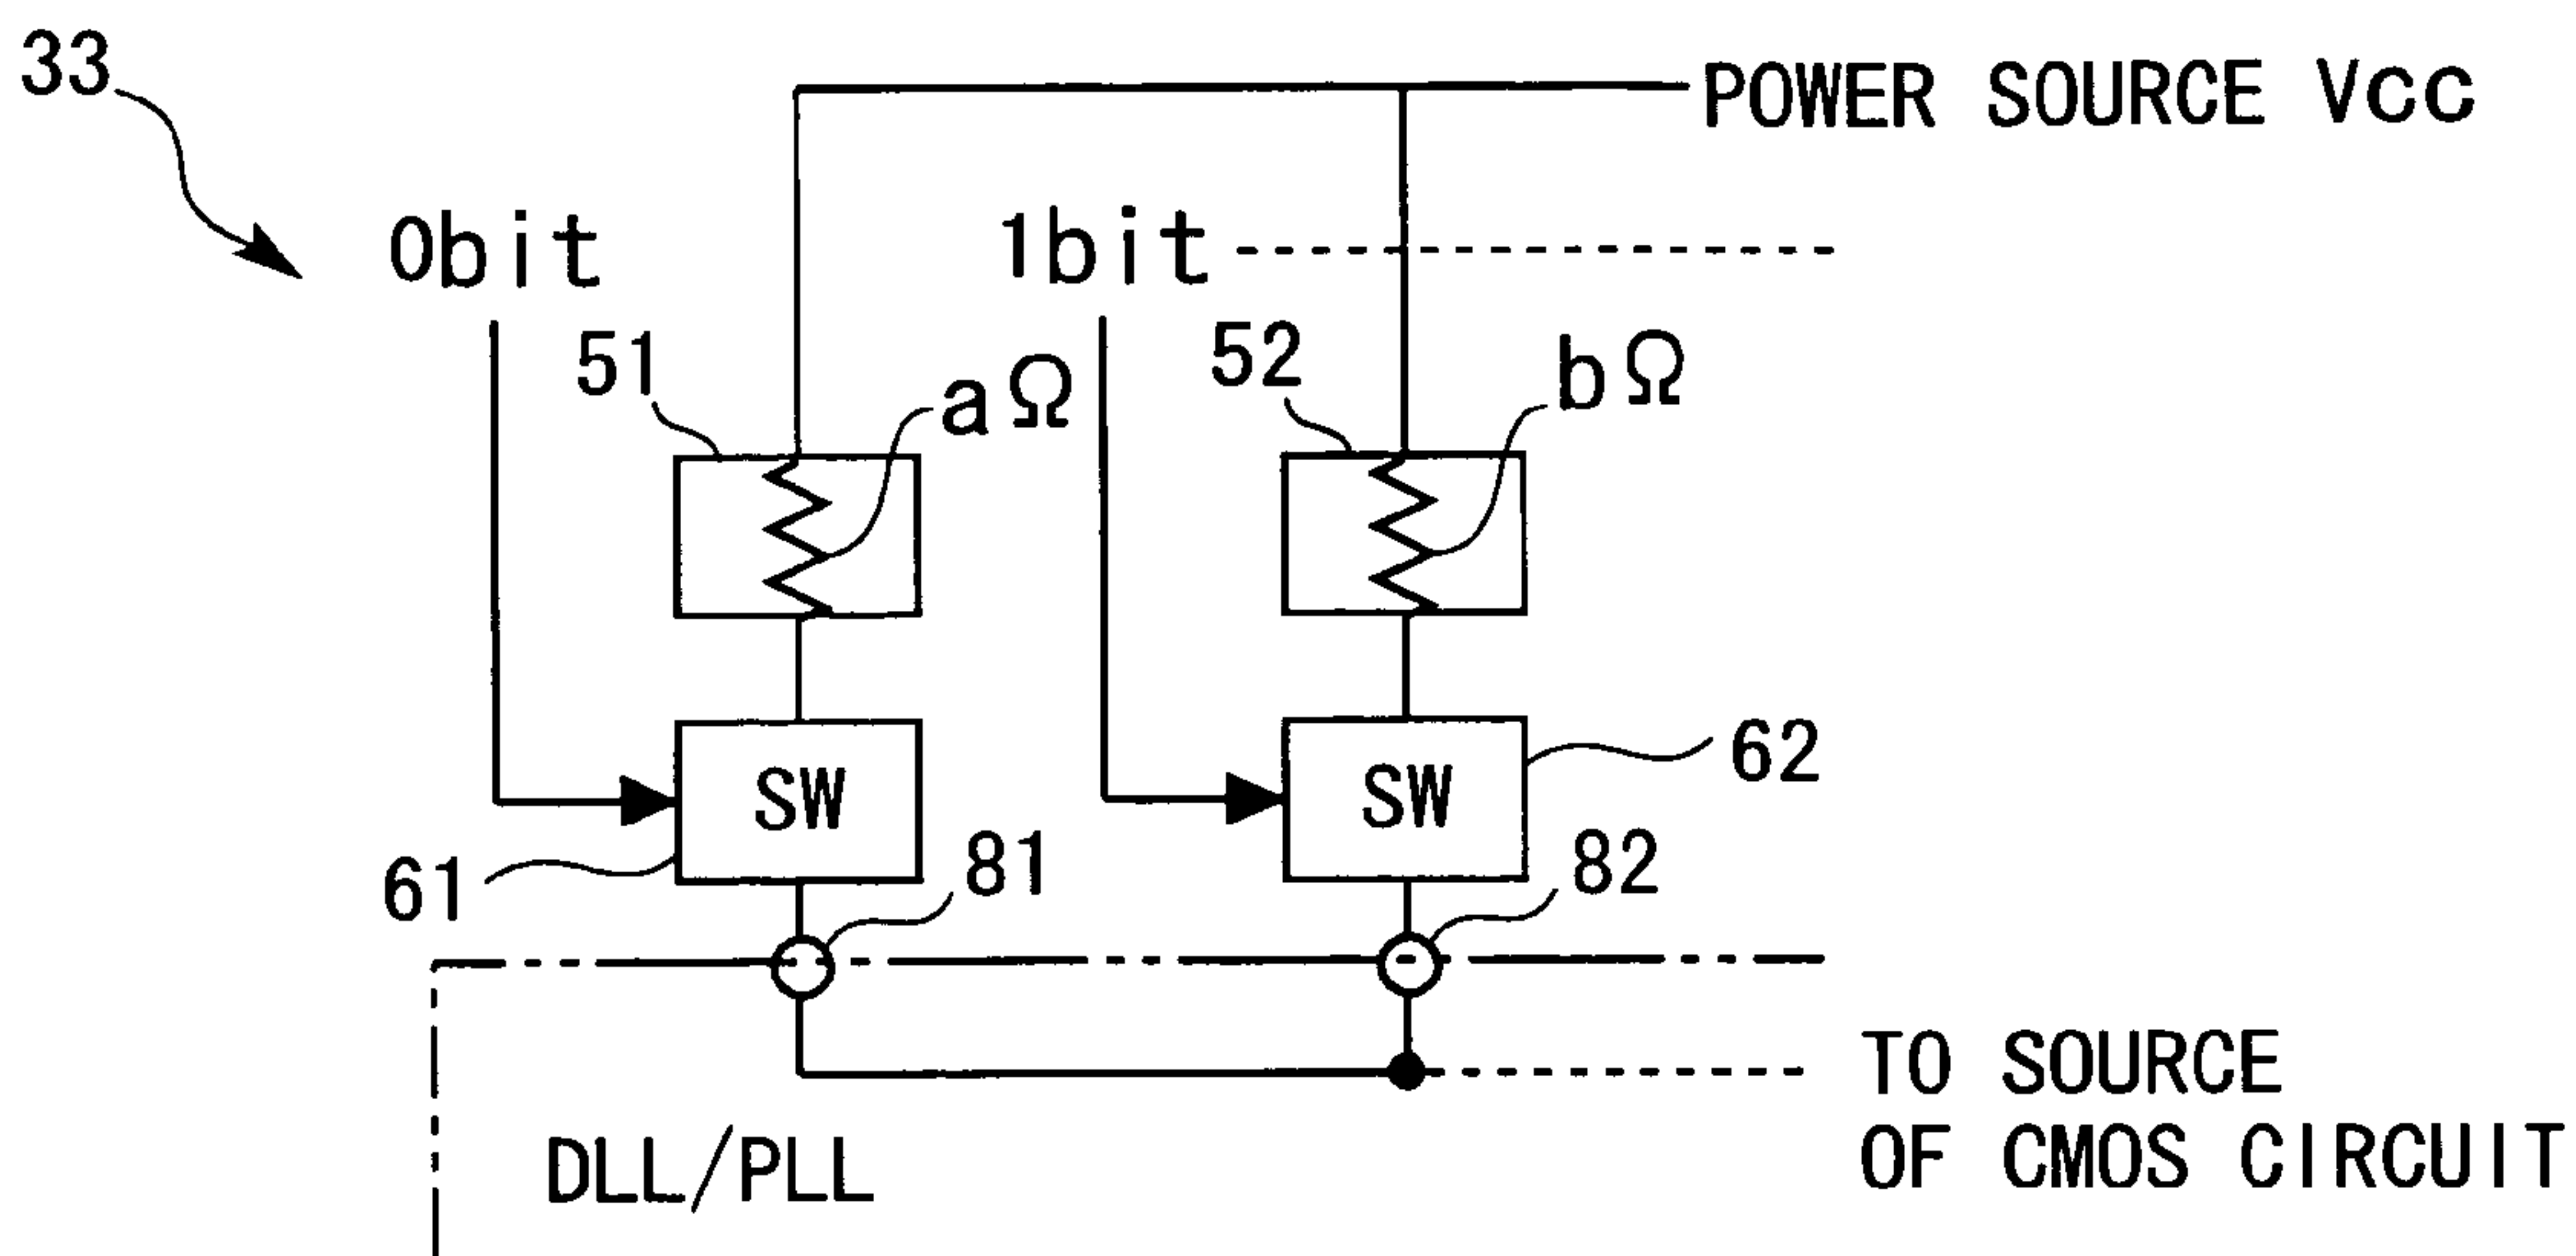 33
POWER SOURCE Vcc
0bit
1bit
51
aΩ
52
bΩ
SW
SW
62
61
81
82
DLL/PLL
TO SOURCE
OF CMOS CIRCUIT